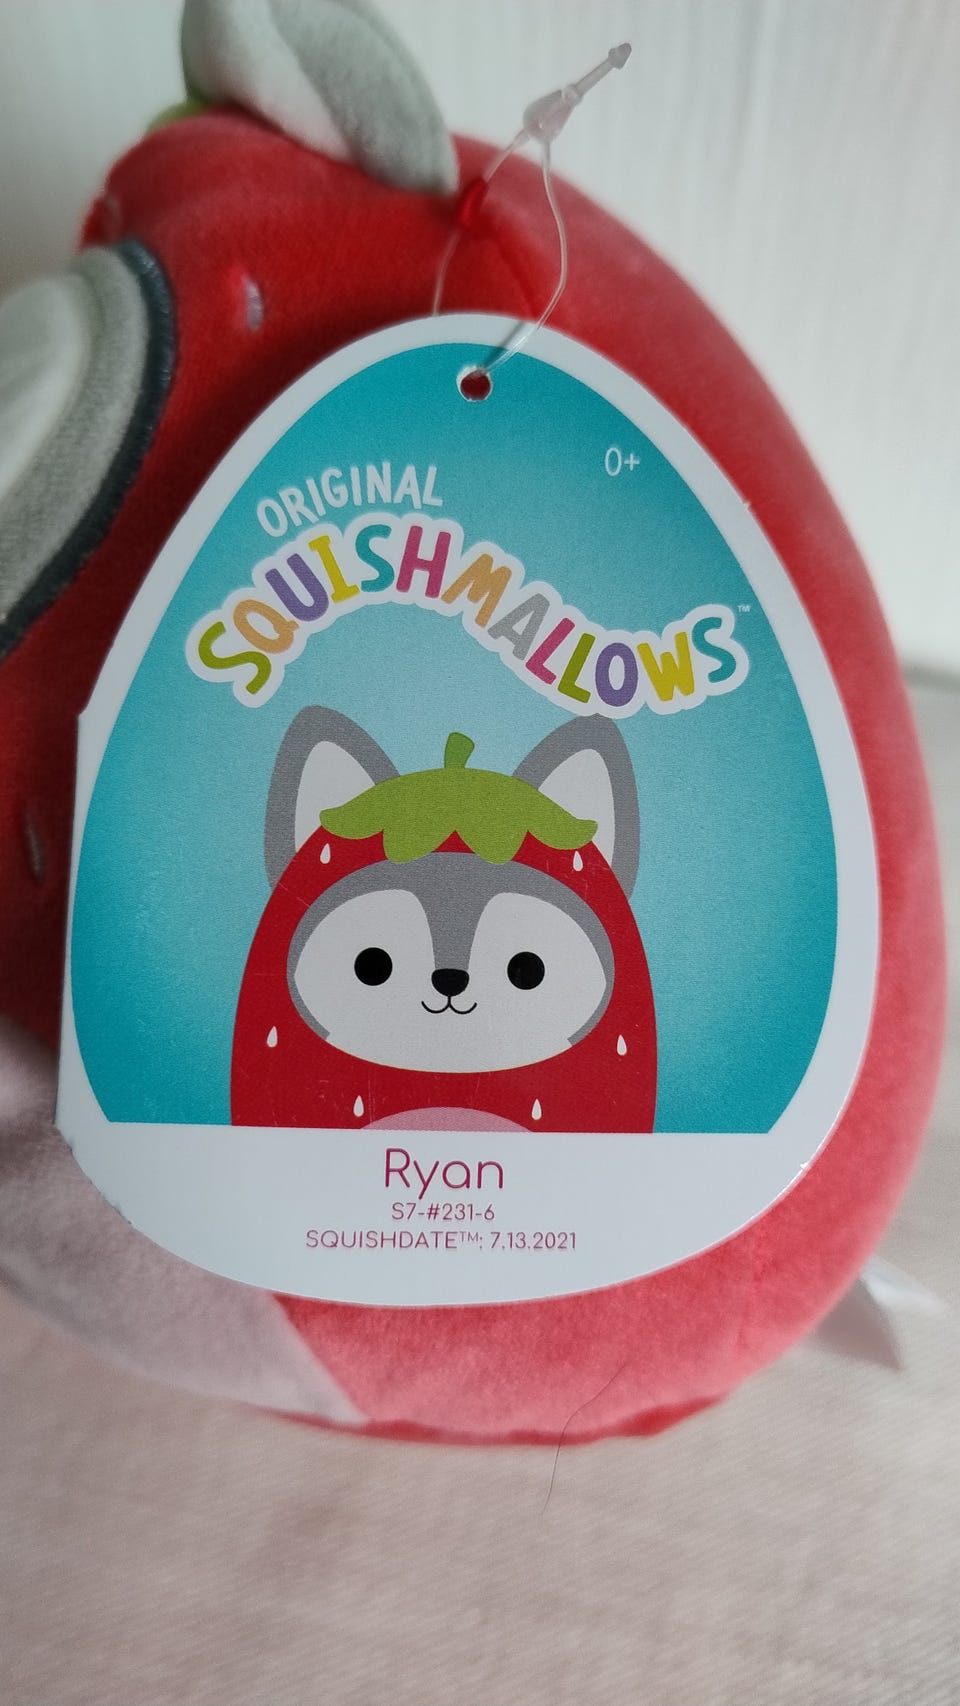 0+
ORIGINAL
SQUISHMALLOWS™
Ryan
S7-#231-6
SQUISHDATE™: 7.13.2021